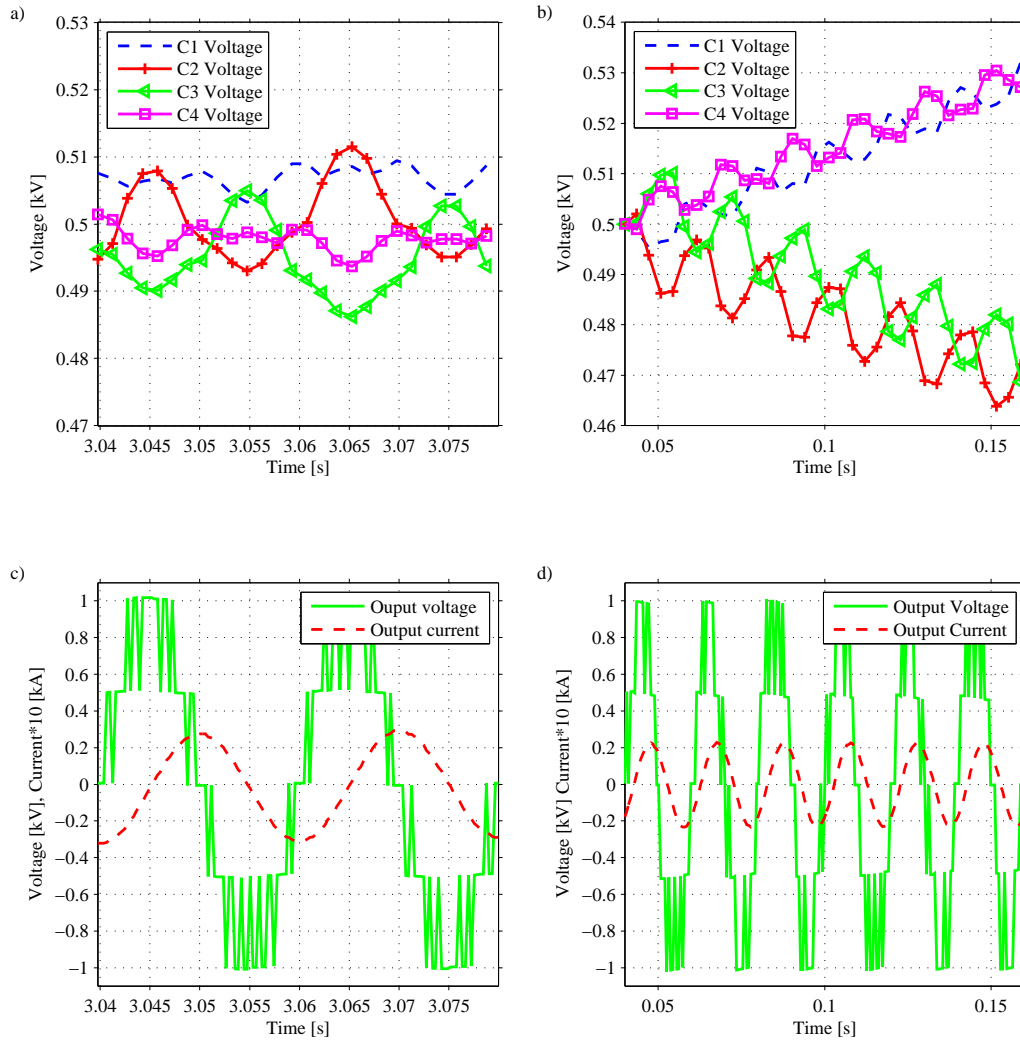 a)
0.53
0.52
0.51
0.5
0.49
0.48
0.47
Voltage [kV]
3.04 3.045 3.05 3.055 3.06 3.065 3.07 3.075
Time [s]
C1 Voltage
C2 Voltage
C3 Voltage
C4 Voltage
b)
0.54
0.53
0.52
0.51
0.5
0.49
0.48
0.47
0.46
Voltage [kV]
0.05 0.1 0.15
Time [s]
C1 Voltage
C2 Voltage
C3 Voltage
C4 Voltage
c)
1
0.8
0.6
0.4
0.2
0
−0.2
−0.4
−0.6
−0.8
−1
Voltage [kV], Current*10 [kA]
3.04 3.045 3.05 3.055 3.06 3.065 3.07 3.075
Time [s]
Ouput voltage
Output current
d)
1
0.8
0.6
0.4
0.2
0
−0.2
−0.4
−0.6
−0.8
−1
Voltage [kV] Current*10 [kA]
0.05 0.1 0.15
Time [s]
Output Voltage
Output Current